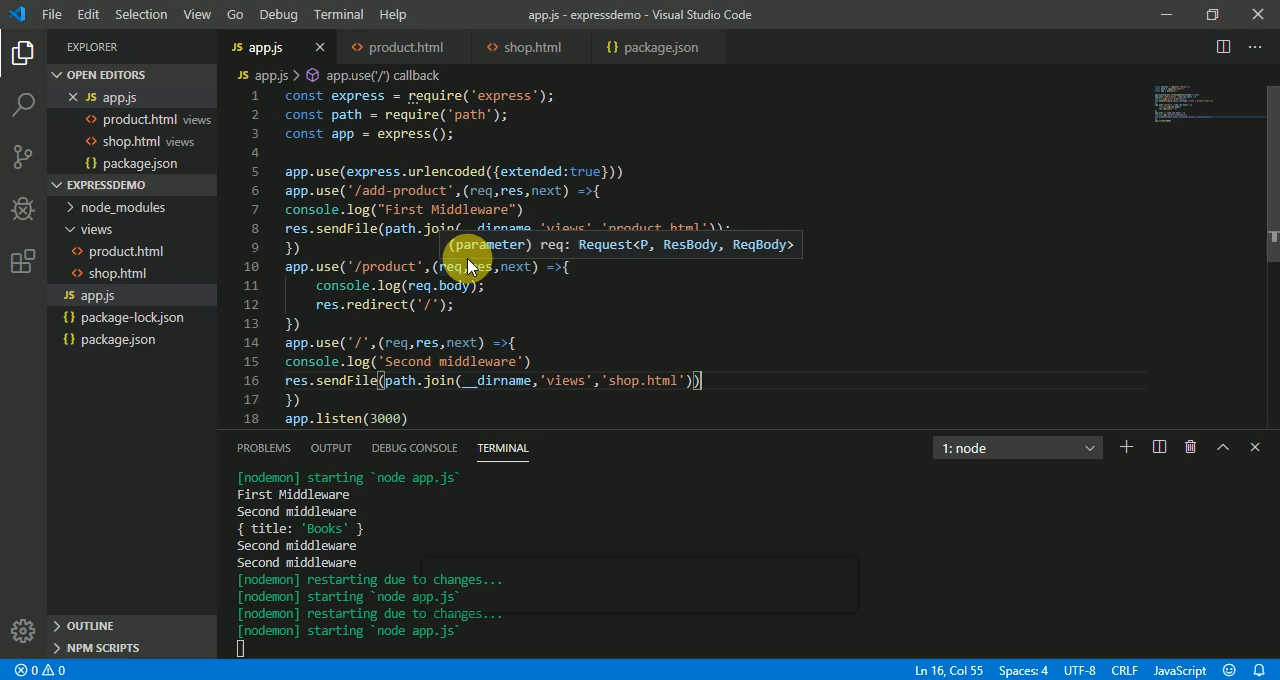 File Edit Selection View Go Debug Terminal Help
app.js - expressdemo - Visual Studio Code
EXPLORER
OPEN EDITORS
JS app.js
<> product.html views
<> shop.html views
{} package.json
EXPRESSDEMO
node_modules
views
<> product.html
<> shop.html
JS app.js
{} package-lock.json
{} package.json
OUTLINE
NPM SCRIPTS
JS app.js
<> product.html
<> shop.html
{} package.json
JS app.js > app.use('/') callback
1 const express = require('express');
2 const path = require('path');
3 const app = express();
4
5 app.use(express.urlencoded({extended:true}))
6 app.use('/add-product',(req,res,next) =>{
7 console.log("First Middleware")
8 res.sendFile(path.join(__dirname,'views','product.html'));
(parameter) req: Request<P, ResBody, ReqBody>
9 })
10 app.use('/product',(req,res,next) =>{
11 console.log(req.body);
12 res.redirect('/');
13 })
14 app.use('/',(req,res,next) =>{
15 console.log('Second middleware')
16 res.sendFile(path.join(__dirname,'views','shop.html'))
17 })
18 app.listen(3000)
PROBLEMS OUTPUT DEBUG CONSOLE TERMINAL
1: node
[nodemon] starting `node app.js`
First Middleware
Second middleware
{ title: 'Books' }
Second middleware
Second middleware
[nodemon] restarting due to changes...
[nodemon] starting `node app.js`
[nodemon] restarting due to changes...
[nodemon] starting `node app.js`
0 0
Ln 16, Col 55 Spaces: 4 UTF-8 CRLF JavaScript